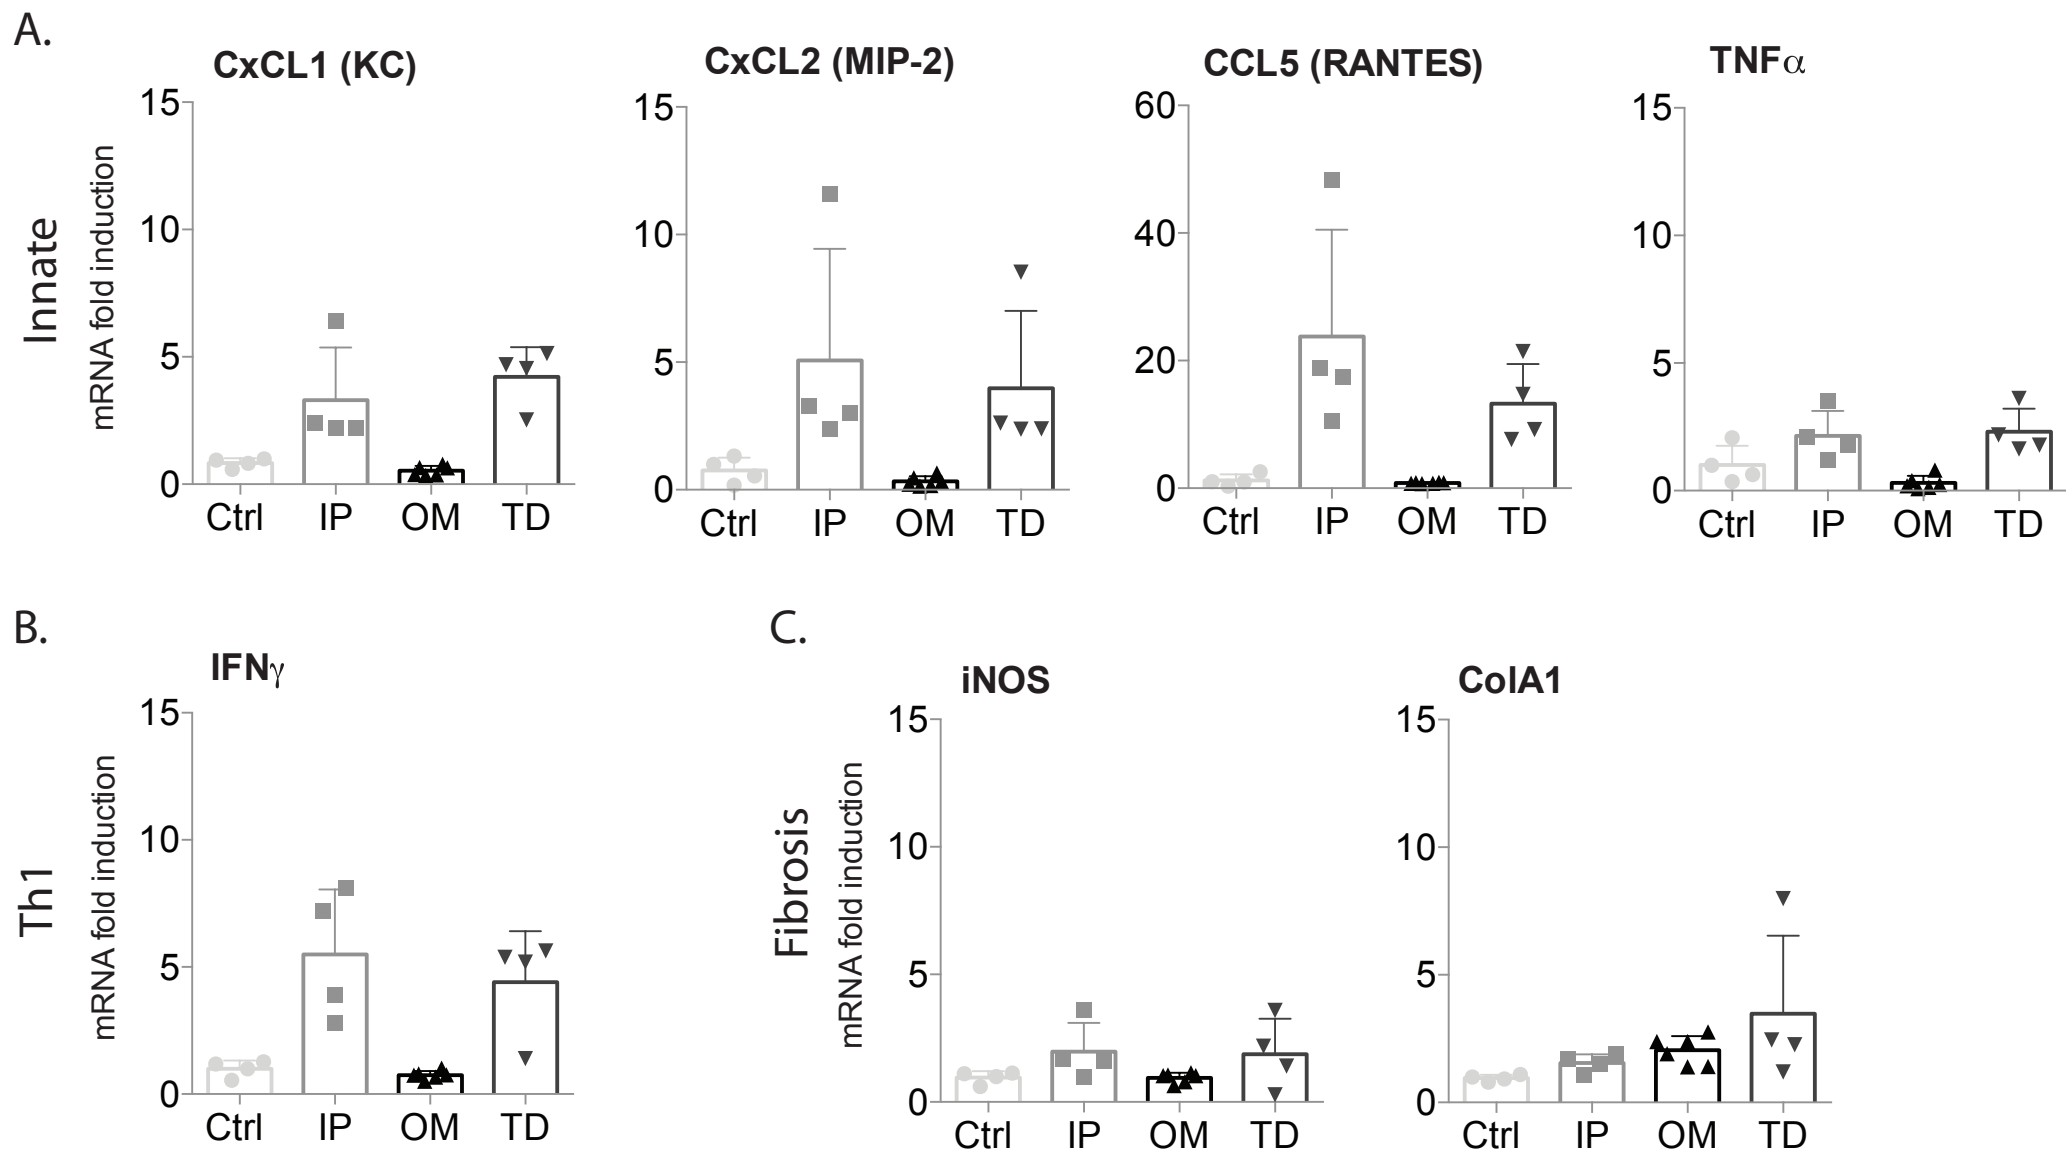 A.
CxCL1 (KC)
CxCL2 (MIP-2)
CCL5 (RANTES)
TNFα
Innate
mRNA fold induction
15
10
5
0
Ctrl IP OM TD
15
10
5
0
Ctrl IP OM TD
60
40
20
0
Ctrl IP OM TD
15
10
5
0
Ctrl IP OM TD
B.
IFNγ
Th1
mRNA fold induction
15
10
5
0
Ctrl IP OM TD
C.
iNOS
ColA1
Fibrosis
mRNA fold induction
15
10
5
0
Ctrl IP OM TD
15
10
5
0
Ctrl IP OM TD